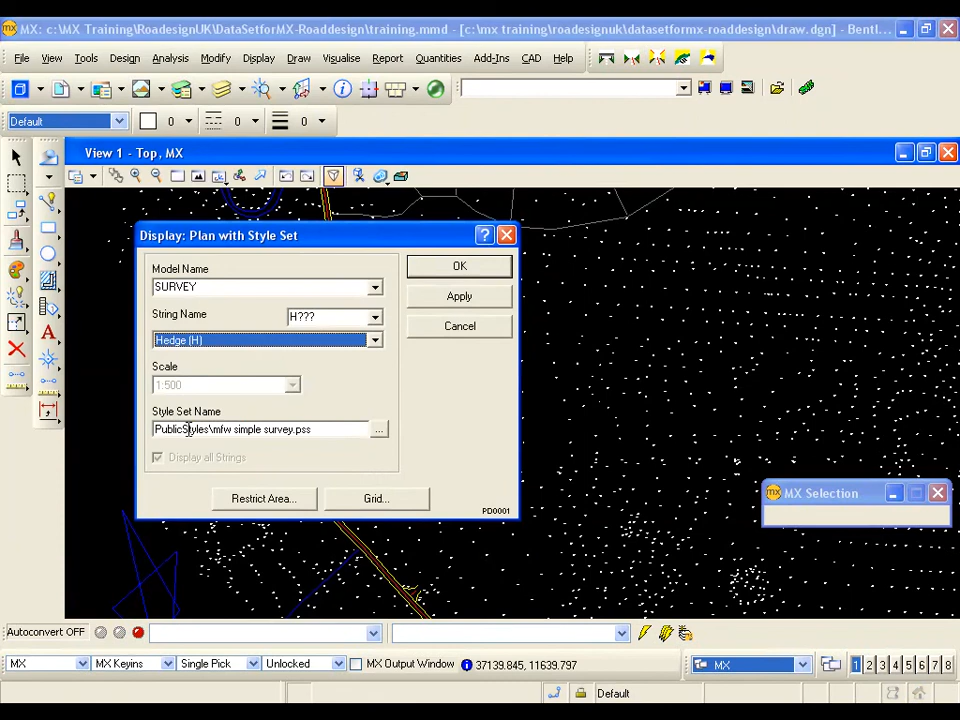 MX: c:\MX Training\RoadesignUK\DataSetforMX-Roaddesign\training.mmd - [c:\mx training\roadesignuk\datasetformx-roaddesign\draw.dgn] - Bentl...
File View Tools Design Analysis Modify Display Draw Visualise Report Quantities Add-Ins CAD Help
Default 0 0 0
View 1 - Top, MX
Display: Plan with Style Set
Model Name
SURVEY
OK
String Name H???
Apply
Hedge (H)
Cancel
Scale
1:500
Style Set Name
PublicStyles\mfw simple survey.pss ...
Display all Strings
Restrict Area... Grid...
PD0001
MX Selection
Autoconvert OFF
MX MX Keyins Single Pick Unlocked MX Output Window 37139.845, 11639.797 MX 1 2 3 4 5 6 7 8
Default